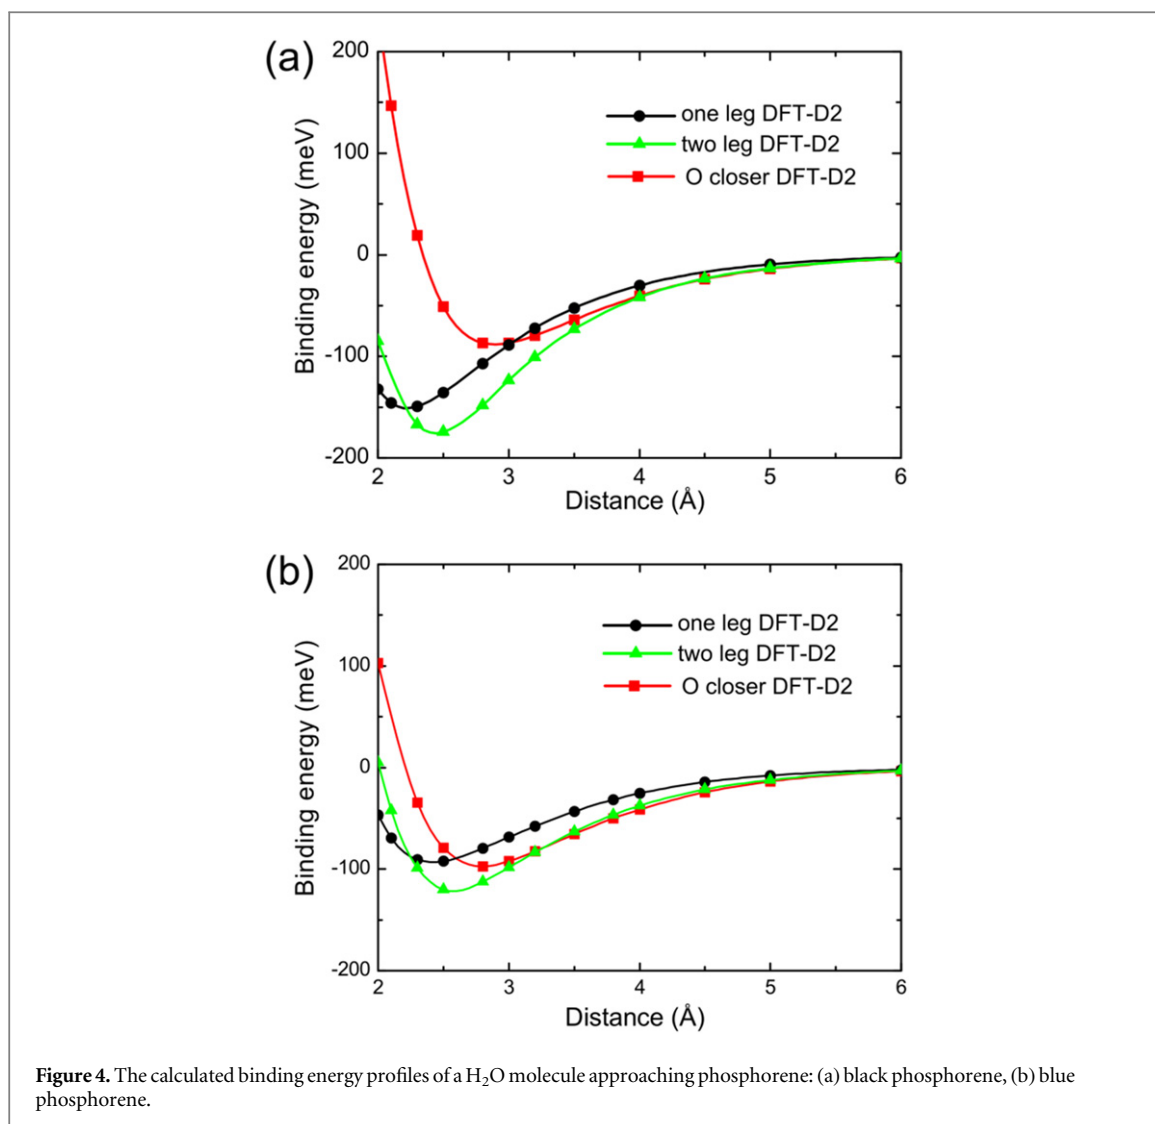 (a)
200
100
0
-100
-200
Binding energy (meV)
one leg DFT-D2
two leg DFT-D2
O closer DFT-D2
2 3 4 5 6
Distance (Å)
(b)
200
100
0
-100
-200
Binding energy (meV)
one leg DFT-D2
two leg DFT-D2
O closer DFT-D2
2 3 4 5 6
Distance (Å)
Figure 4. The calculated binding energy profiles of a H₂O molecule approaching phosphorene: (a) black phosphorene, (b) blue
phosphorene.